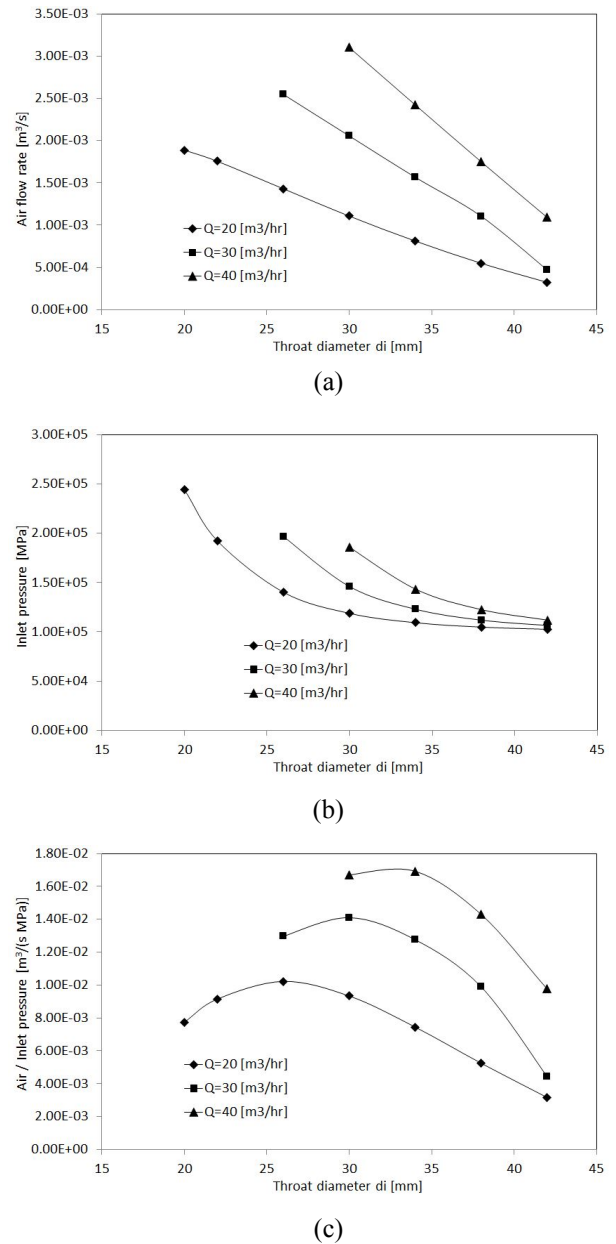 3.50E-03
3.00E-03
2.50E-03
2.00E-03
1.50E-03
1.00E-03
5.00E-04
0.00E+00
Air flow rate [m³/s]
Q=20 [m3/hr]
Q=30 [m3/hr]
Q=40 [m3/hr]
15 20 25 30 35 40 45
Throat diameter di [mm]
(a)
3.00E+05
2.50E+05
2.00E+05
1.50E+05
1.00E+05
5.00E+04
0.00E+00
Inlet pressure [MPa]
Q=20 [m3/hr]
Q=30 [m3/hr]
Q=40 [m3/hr]
15 20 25 30 35 40 45
Throat diameter di [mm]
(b)
1.80E-02
1.60E-02
1.40E-02
1.20E-02
1.00E-02
8.00E-03
6.00E-03
4.00E-03
2.00E-03
0.00E+00
Air / Inlet pressure [m³/(s MPa)]
Q=20 [m3/hr]
Q=30 [m3/hr]
Q=40 [m3/hr]
15 20 25 30 35 40 45
Throat diameter di [mm]
(c)